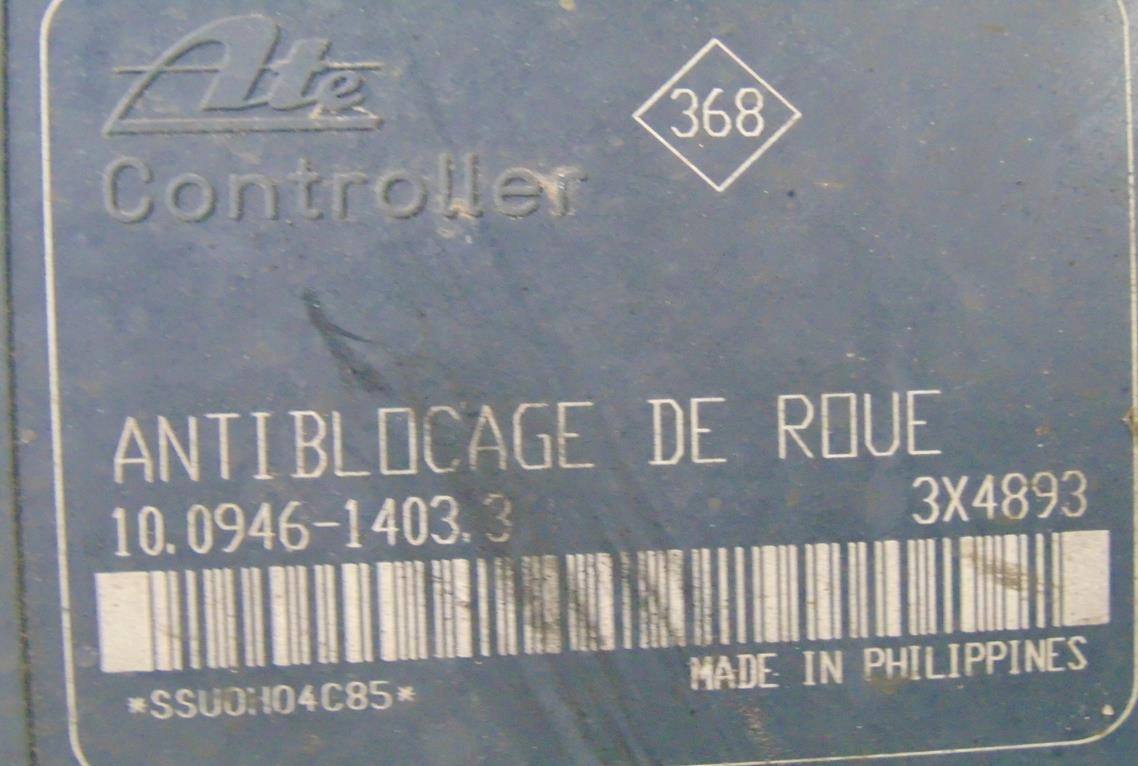 Ate
368
Controller
ANTIBLOCAGE DE ROUE
10.0946-1403.3
3X4893
*SSU0H04C85*
MADE IN PHILIPPINES